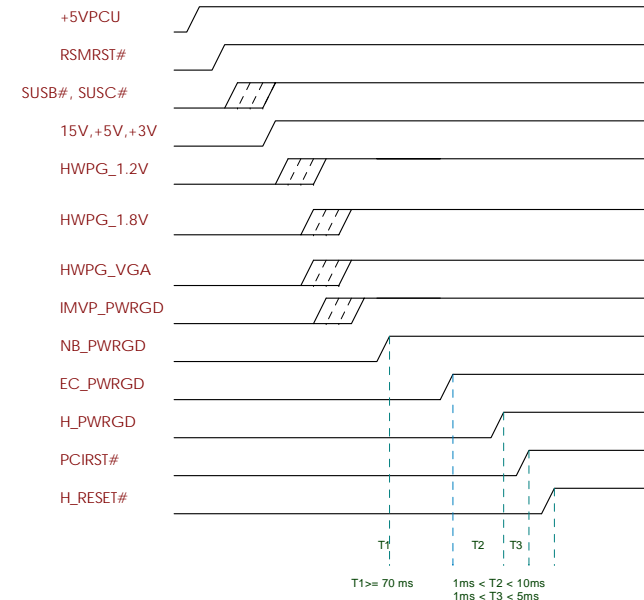 +5VPCU
RSMRST#
SUSB#, SUSC#
15V,+5V,+3V
HWPG_1.2V
HWPG_1.8V
HWPG_VGA
IMVP_PWRGD
NB_PWRGD
EC_PWRGD
H_PWRGD
PCIRST#
H_RESET#
T1 T2 T3
T1>= 70 ms 1ms < T2 < 10ms
1ms < T3 < 5ms